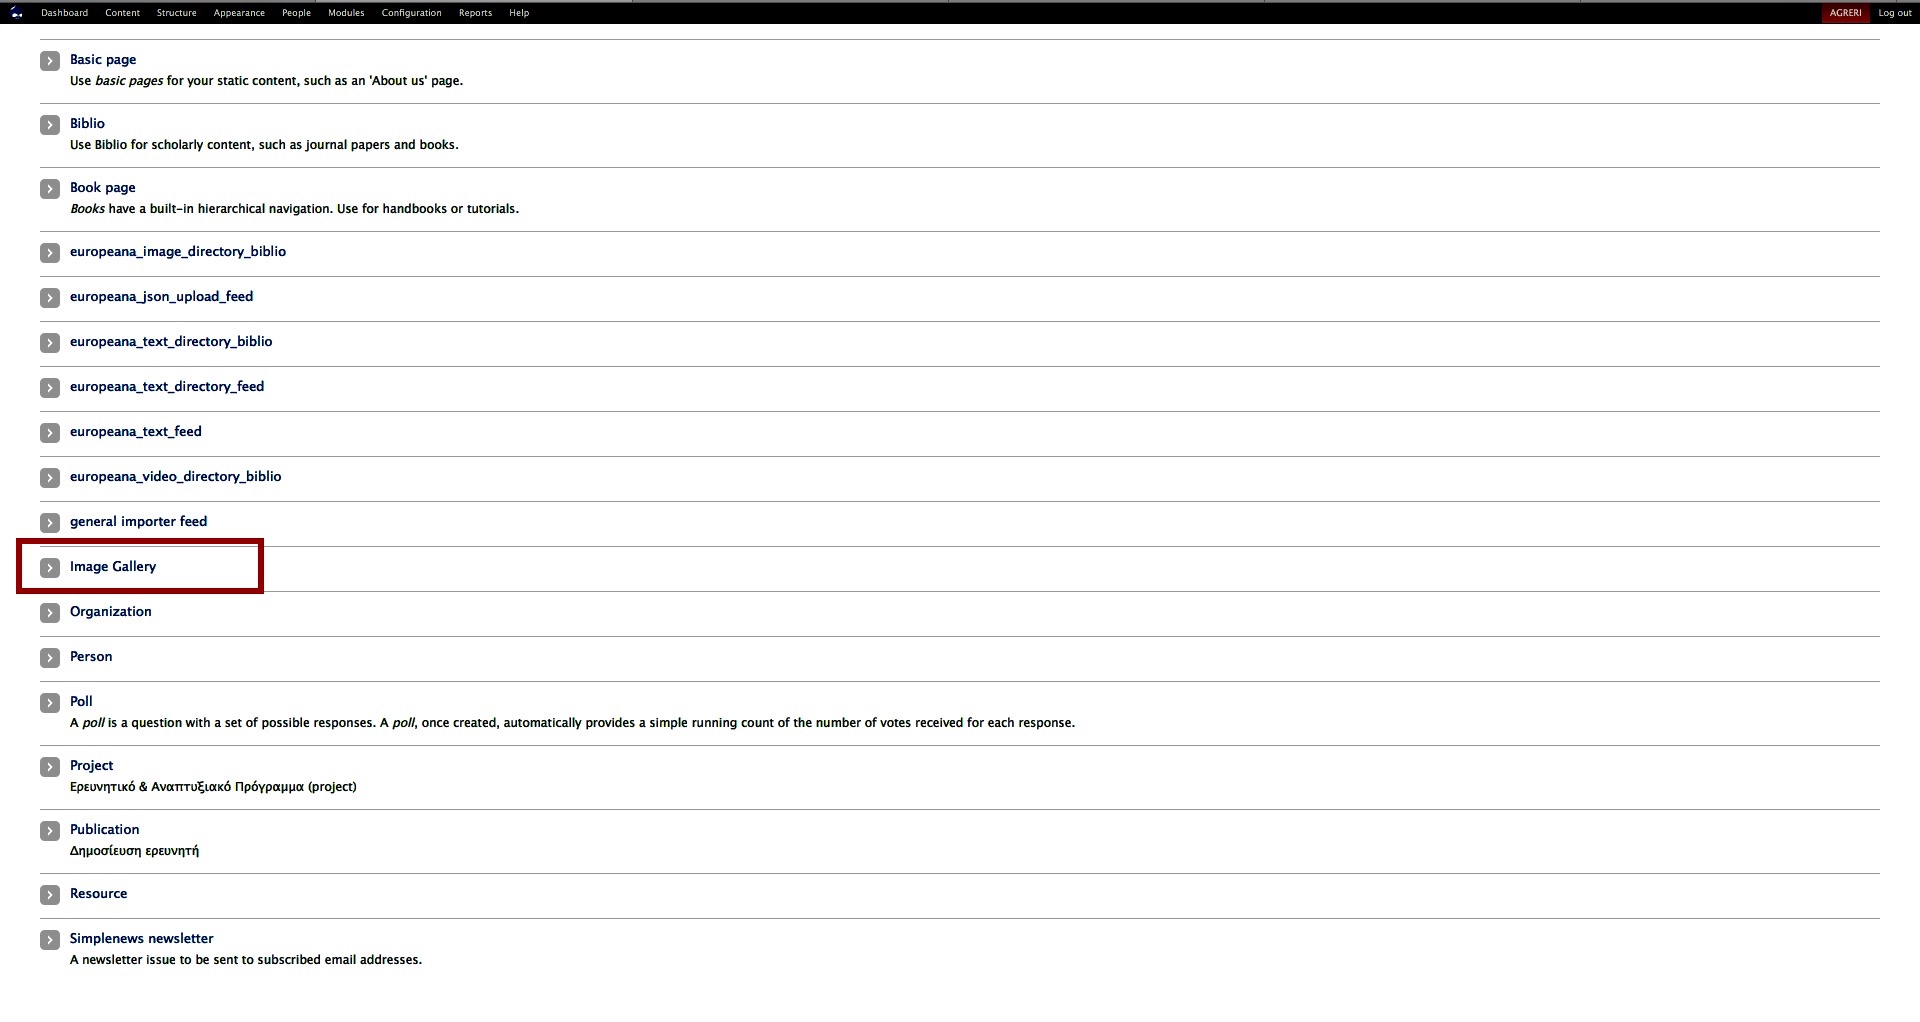 Dashboard Content Structure Appearance People Modules Configuration Reports Help AGRERI Log out
Basic page
Use basic pages for your static content, such as an 'About us' page.
Biblio
Use Biblio for scholarly content, such as journal papers and books.
Book page
Books have a built-in hierarchical navigation. Use for handbooks or tutorials.
europeana_image_directory_biblio
europeana_json_upload_feed
europeana_text_directory_biblio
europeana_text_directory_feed
europeana_text_feed
europeana_video_directory_biblio
general importer feed
Image Gallery
Organization
Person
Poll
A poll is a question with a set of possible responses. A poll, once created, automatically provides a simple running count of the number of votes received for each response.
Project
Ερευνητικό & Αναπτυξιακό Πρόγραμμα (project)
Publication
Δημοσίευση ερευνητή
Resource
Simplenews newsletter
A newsletter issue to be sent to subscribed email addresses.